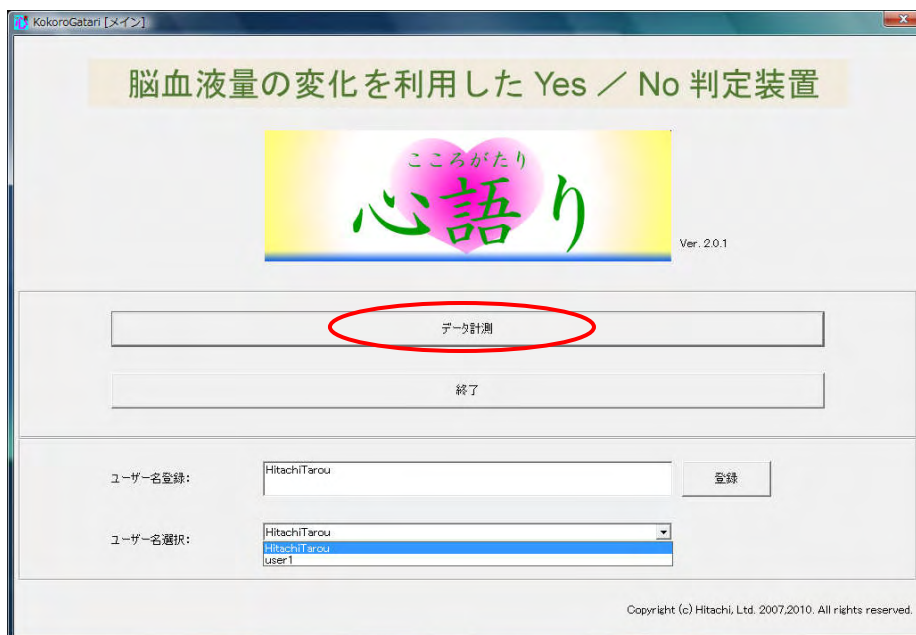 KokoroGatari [メイン]
脳血液量の変化を利用した Yes ／ No 判定装置
こころがたり
心語り
Ver. 2.0.1
データ計測
終了
ユーザー名登録:
HitachiTarou
登録
ユーザー名選択:
HitachiTarou
HitachiTarou
user1
Copyright (c) Hitachi, Ltd. 2007,2010. All rights reserved.